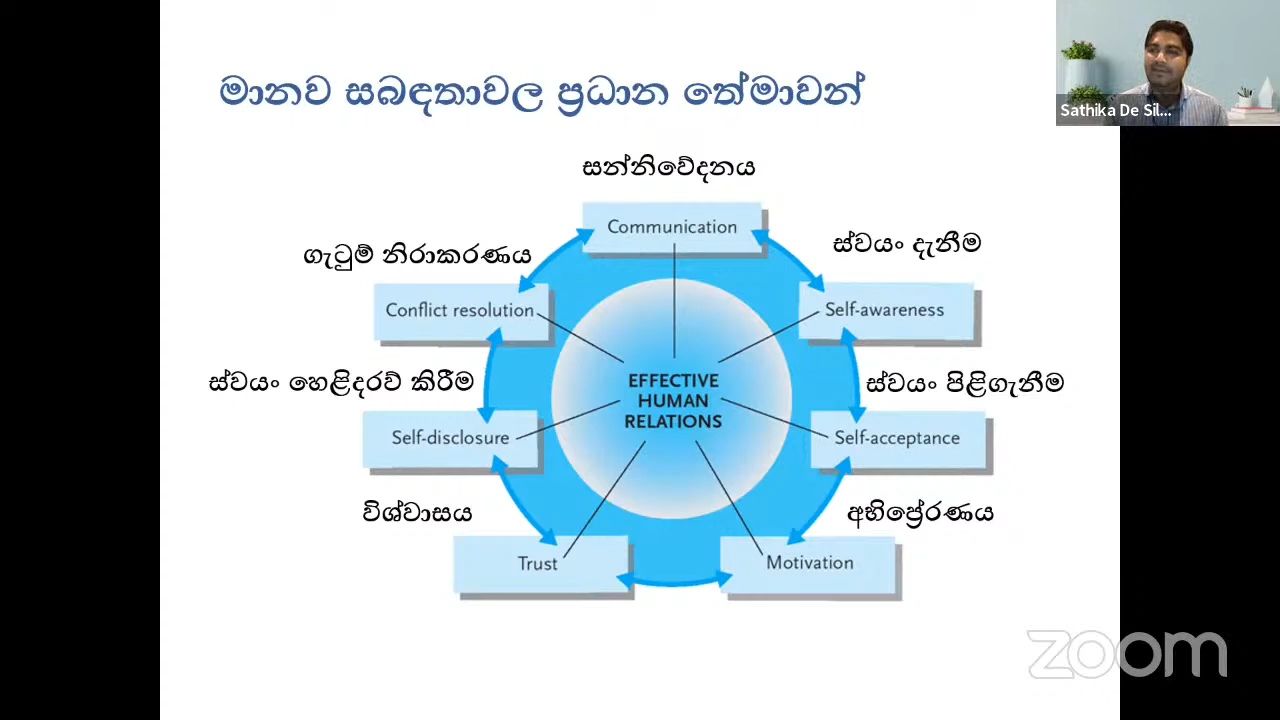 මානව සබඳතාවල ප්‍රධාන තේමාවන්
Sathika De Sil...
සන්නිවේදනය
Communication
ගැටුම් නිරාකරණය
ස්වයං දැනීම
Conflict resolution
Self-awareness
ස්වයං හෙළිදරව් කිරීම
EFFECTIVE
HUMAN
RELATIONS
ස්වයං පිළිගැනීම
Self-disclosure
Self-acceptance
විශ්වාසය
අභිප්‍රේරණය
Trust
Motivation
zoom